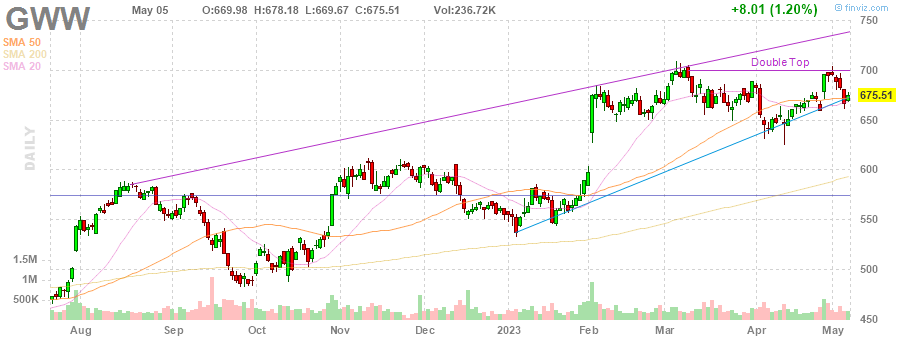 GWW
May 05 O:669.98 H:678.18 L:669.67 C:675.51 Vol:236.72K +8.01 (1.20%)
© finviz.com
SMA 50
SMA 200
SMA 20
DAILY
Double Top
750
700
675.51
650
600
550
500
450
1.5M
1M
500K
Aug Sep Oct Nov Dec 2023 Feb Mar Apr May